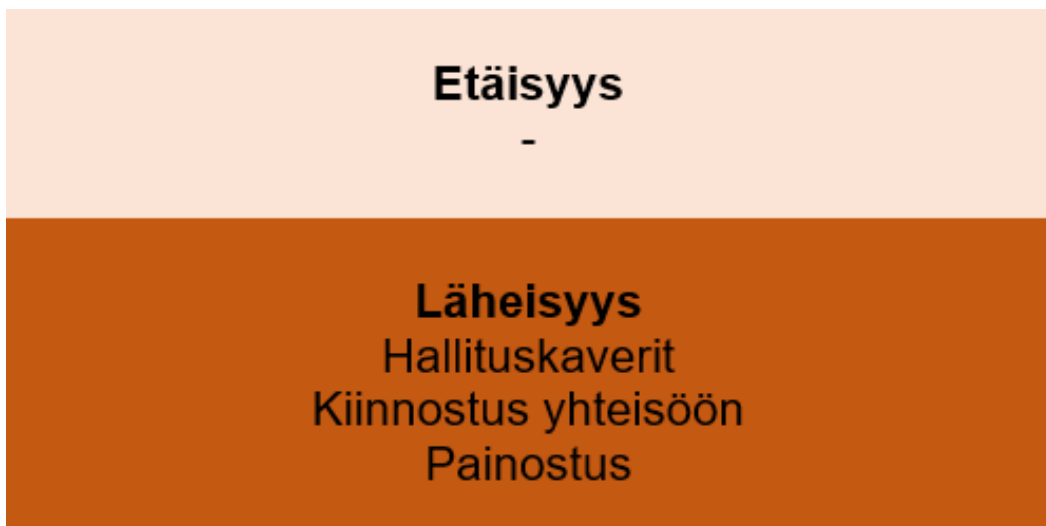 Etäisyys
-
Läheisyys
Hallituskaverit
Kiinnostus yhteisöön
Painostus